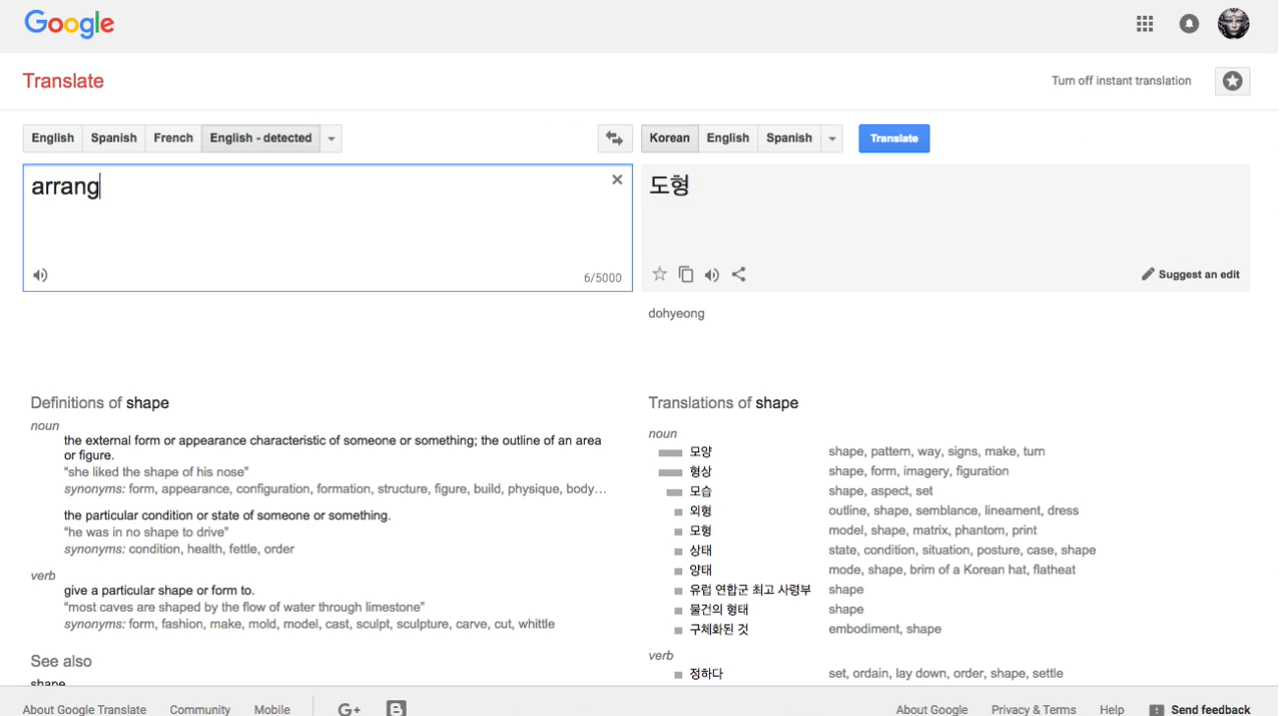 Google
Translate
Turn off instant translation
English Spanish French English - detected
Korean English Spanish Translate
arrang
6/5000
도형
Suggest an edit
dohyeong
Definitions of shape
noun
the external form or appearance characteristic of someone or something; the outline of an area
or figure.
“she liked the shape of his nose”
synonyms: form, appearance, configuration, formation, structure, figure, build, physique, body...
the particular condition or state of someone or something.
“he was in no shape to drive”
synonyms: condition, health, fettle, order
verb
give a particular shape or form to.
“most caves are shaped by the flow of water through limestone”
synonyms: form, fashion, make, mold, model, cast, sculpt, sculpture, carve, cut, whittle
See also
shape
Translations of shape
noun
모양 shape, pattern, way, signs, make, turn
형상 shape, form, imagery, figuration
모습 shape, aspect, set
외형 outline, shape, semblance, lineament, dress
모형 model, shape, matrix, phantom, print
상태 state, condition, situation, posture, case, shape
양태 mode, shape, brim of a Korean hat, flatheat
유럽 연합군 최고 사령부 shape
물건의 형태 shape
구체화된 것 embodiment, shape
verb
정하다 set, ordain, lay down, order, shape, settle
About Google Translate Community Mobile G+ B About Google Privacy & Terms Help Send feedback